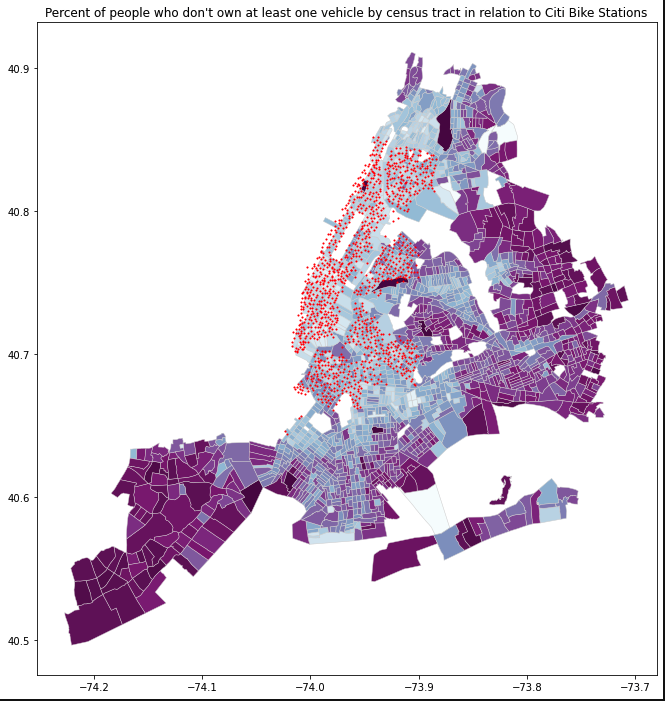 Percent of people who don't own at least one vehicle by census tract in relation to Citi Bike Stations
40.9
40.8
40.7
40.6
40.5
−74.2 −74.1 −74.0 −73.9 −73.8 −73.7